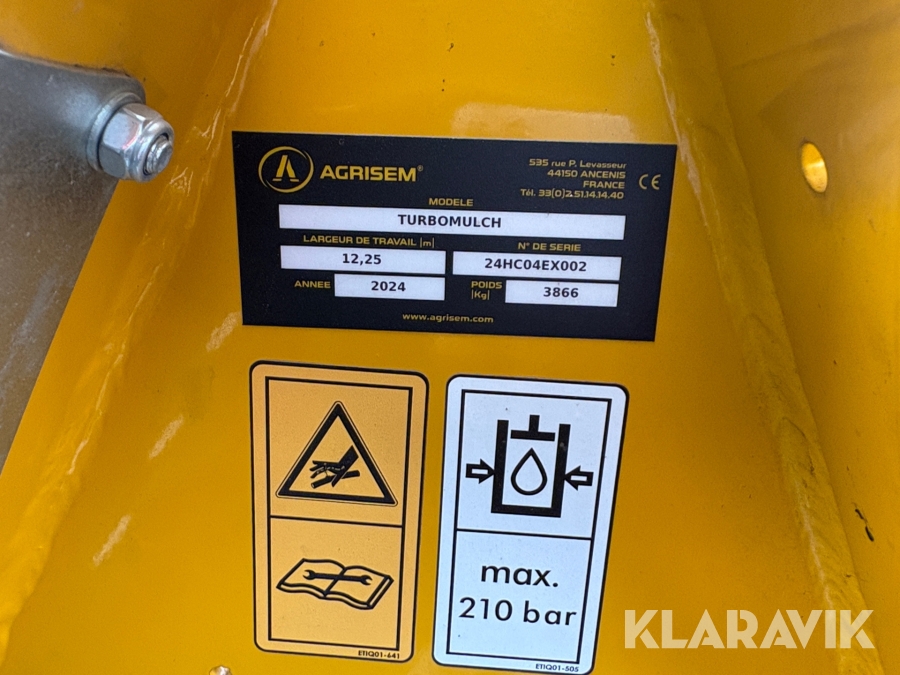 AGRISEM®
535 rue P. Levasseur
44150 ANCENIS
FRANCE
Tél. 33(0)2.51.14.14.40
CE
MODELE
TURBOMULCH
LARGEUR DE TRAVAIL [m]
12,25
N° DE SERIE
24HC04EX002
ANNEE
2024
POIDS
[Kg]
3866
www.agrisem.com
ETIQ01-641
max.
210 bar
ETIQ01-505
KLARAVIK